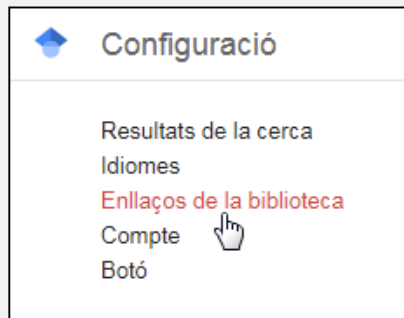 Configuració
Resultats de la cerca
Idiomes
Enllaços de la biblioteca
Compte
Botó